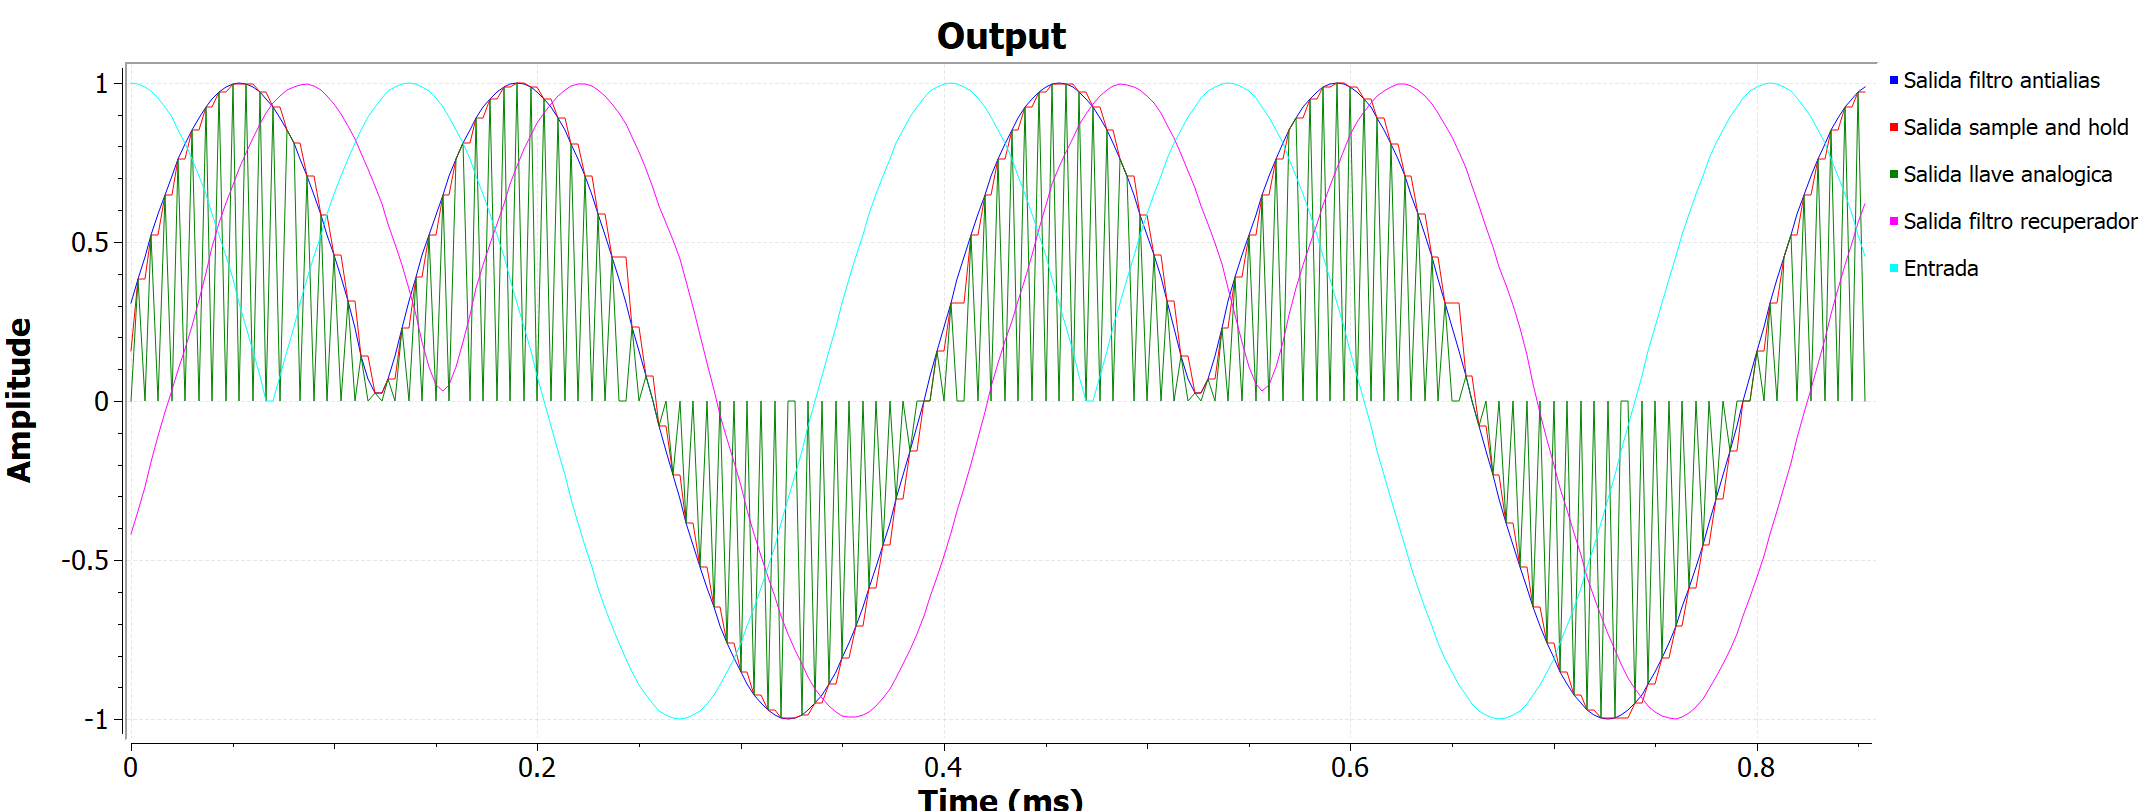 Output
Salida filtro antialias
Salida sample and hold
Salida llave analogica
Salida filtro recuperador
Entrada
Amplitude
1
0.5
0
-0.5
-1
0 0.2 0.4 0.6 0.8
Time (ms)